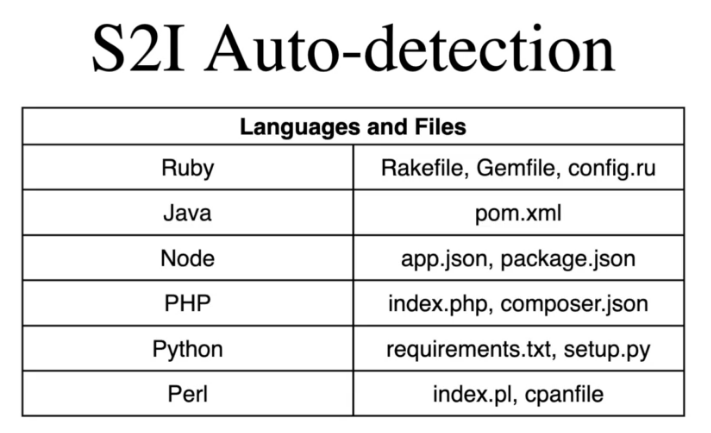 S2I Auto-detection
Languages and Files
Ruby Rakefile, Gemfile, config.ru
Java pom.xml
Node app.json, package.json
PHP index.php, composer.json
Python requirements.txt, setup.py
Perl index.pl, cpanfile